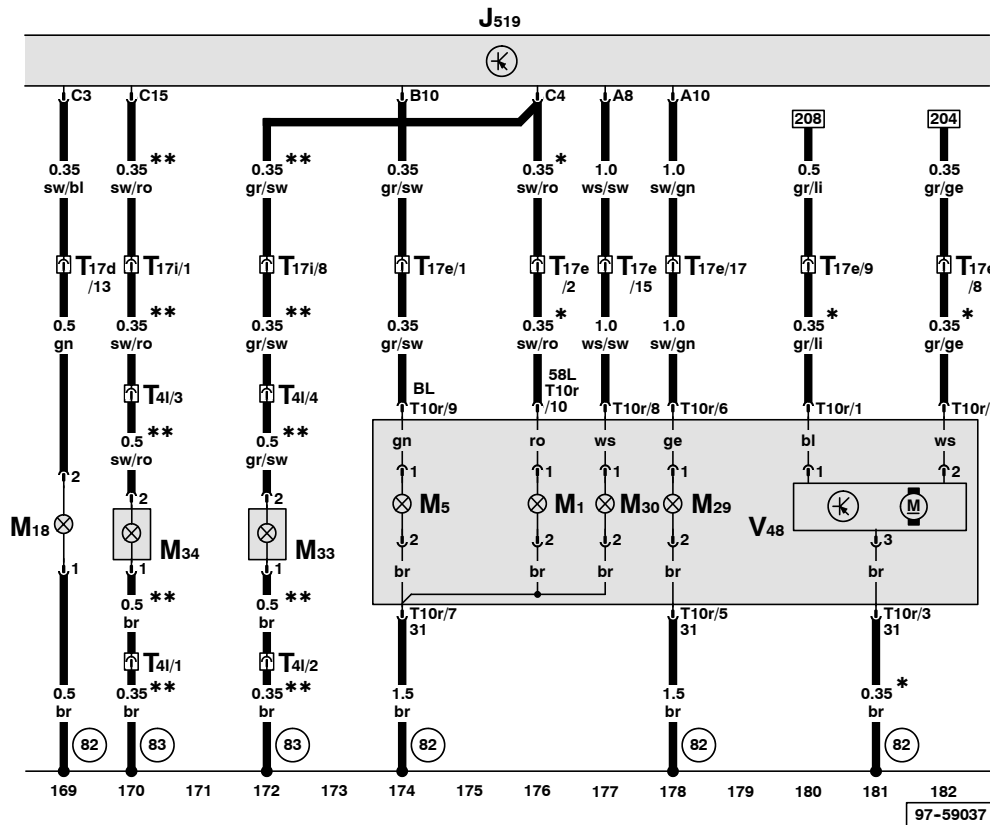 J519
C3 C15 B10 C4 A8 A10
208 204
0.35 0.35 ** 0.35 ** 0.35 0.35 * 1.0 1.0 0.5 0.35
sw/bl sw/ro gr/sw gr/sw sw/ro ws/sw sw/gn gr/li gr/ge
T17d T17i/1 T17i/8 T17e/1 T17e T17e T17e/17 T17e/9 T17e
/13 /2 /15 /8
0.5 0.35 ** 0.35 ** 0.35 0.35 * 1.0 1.0 0.35 * 0.35 *
gn sw/ro gr/sw gr/sw sw/ro ws/sw sw/gn gr/li gr/ge
58L
BL T10r
T4l/3 T4l/4 /10
T10r/9 T10r/8 T10r/6 T10r/1 T10r/
0.5 ** 0.5 ** gn ro ws ge bl ws
sw/ro gr/sw
2 1 1 1 1 1 2
2 2
M5 M1 M30 M29
M18 M34 M33 V48 M
2 2 2 2 3
1 1 1 br br br br br
0.5 ** 0.5 **
br br
T10r/7 T10r/5 T10r/3
31 31 31
T4l/1 T4l/2
0.5 0.35 ** 0.35 ** 1.5 1.5 0.35 *
br br br br br br
82 83 83 82 82 82
169 170 171 172 173 174 175 176 177 178 179 180 181 182
97-59037